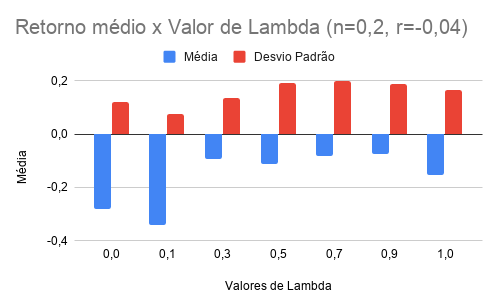 Retorno médio x Valor de Lambda (n=0,2, r=-0,04)
Média Desvio Padrão
0,2
0,0
-0,2
-0,4
Média
0,0 0,1 0,3 0,5 0,7 0,9 1,0
Valores de Lambda